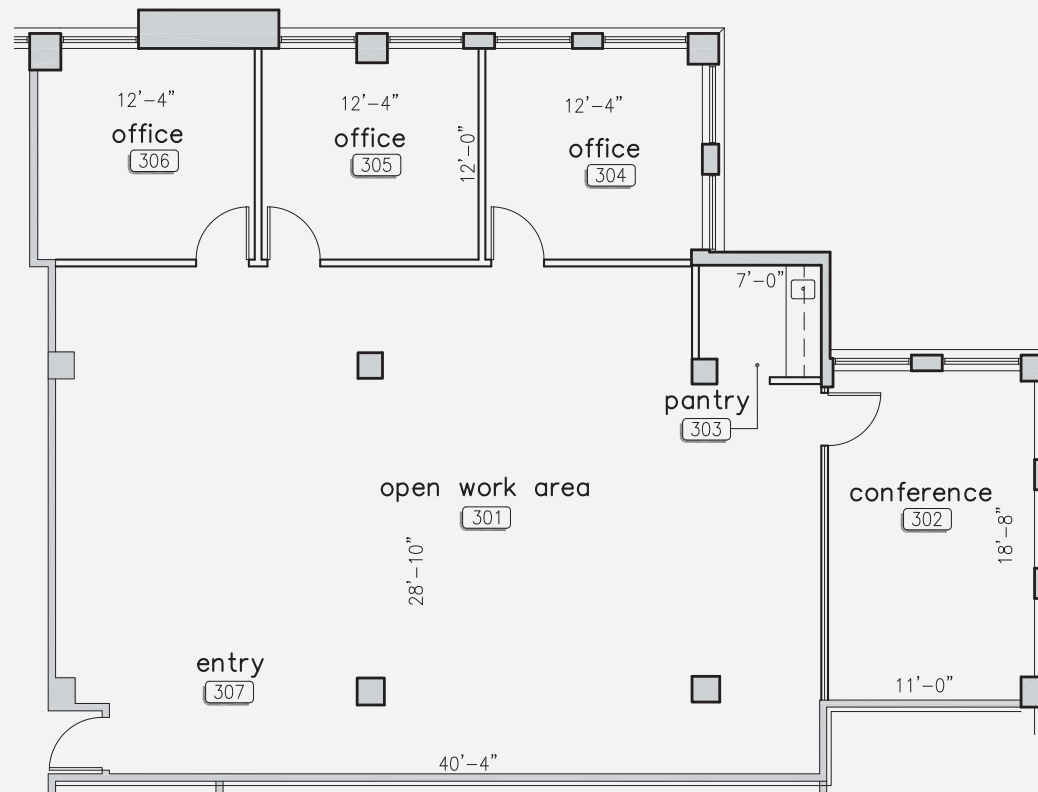 12'-4"
office
306
12'-4"
office
305
12'-0"
12'-4"
office
304
7'-0"
pantry
303
open work area
301
28'-10"
conference
302
18'-8"
11'-0"
entry
307
40'-4"